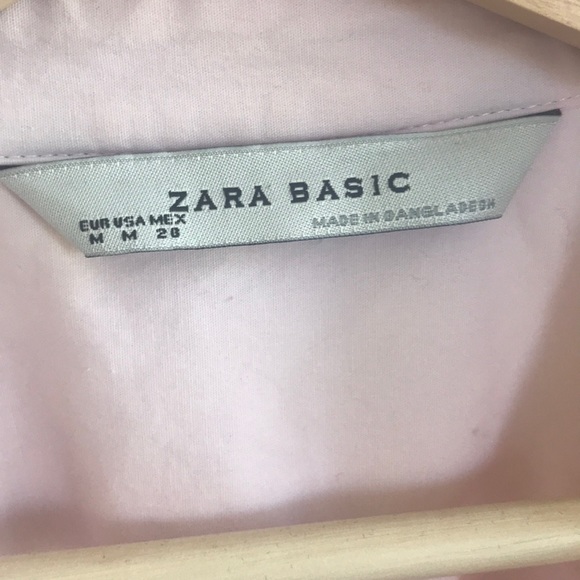 ZARA BASIC
EUR USA MEX
M M 28
MADE IN BANGLADESH